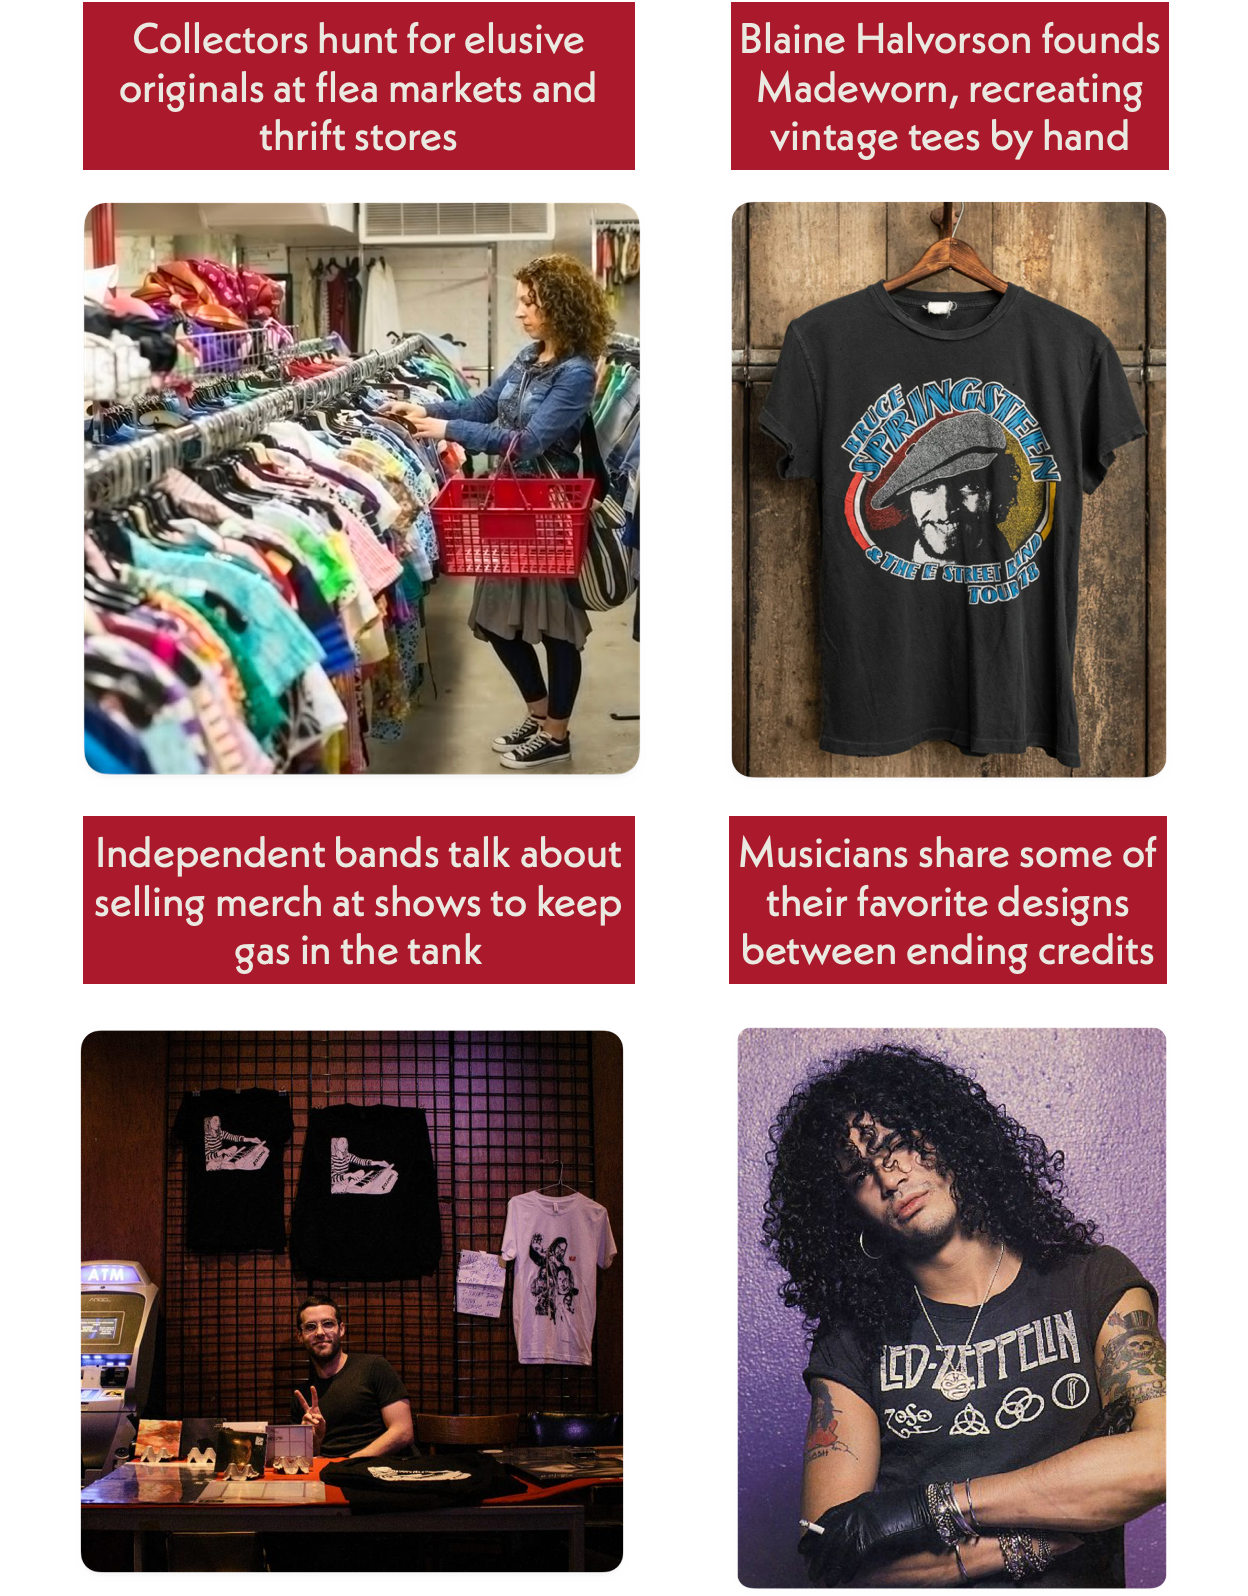 Collectors hunt for elusive
originals at flea markets and
thrift stores
Blaine Halvorson founds
Madeworn, recreating
vintage tees by hand
BRUCE
SPRINGSTEEN
& THE E STREET BAND
TOUR 78
Independent bands talk about
selling merch at shows to keep
gas in the tank
Musicians share some of
their favorite designs
between ending credits
ATM
LED-ZEPPELIN